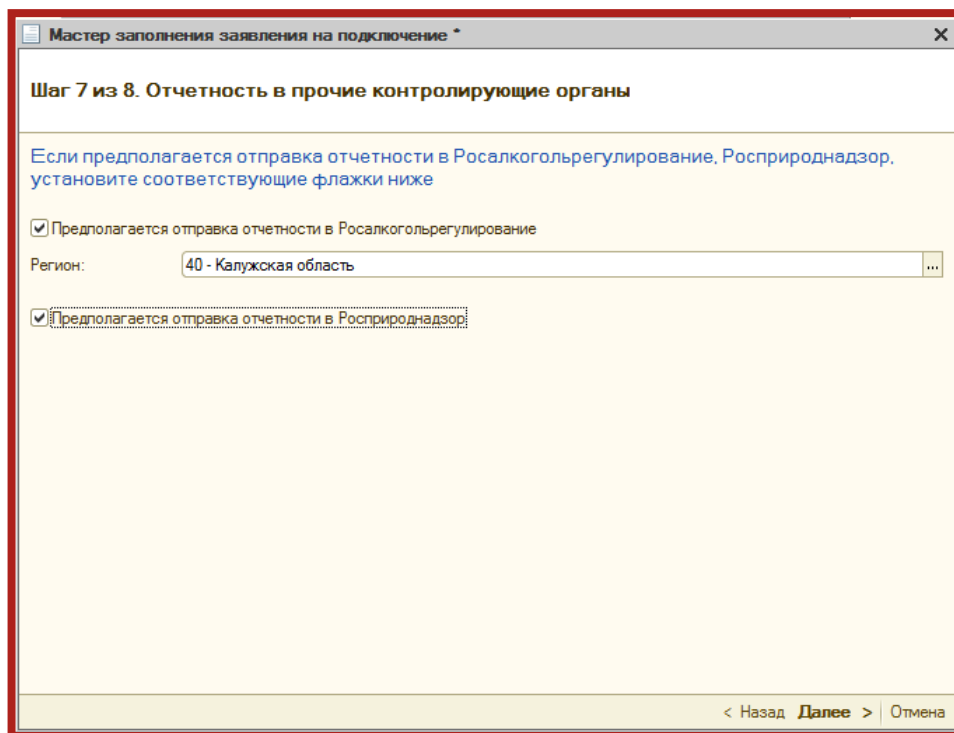 Мастер заполнения заявления на подключение *
Шаг 7 из 8. Отчетность в прочие контролирующие органы
Если предполагается отправка отчетности в Росалкогольрегулирование, Росприроднадзор,
установите соответствующие флажки ниже
Предполагается отправка отчетности в Росалкогольрегулирование
Регион: 40 - Калужская область ...
Предполагается отправка отчетности в Росприроднадзор
< Назад Далее > Отмена